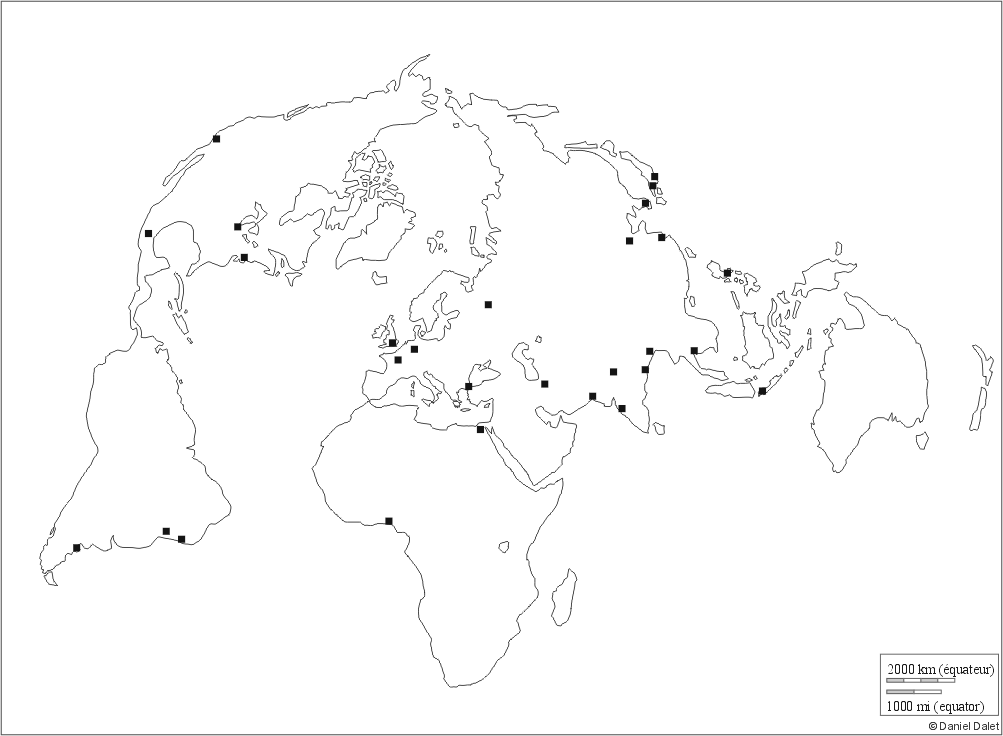 2000 km (équateur)
1000 mi (equator)
© Daniel Dalet